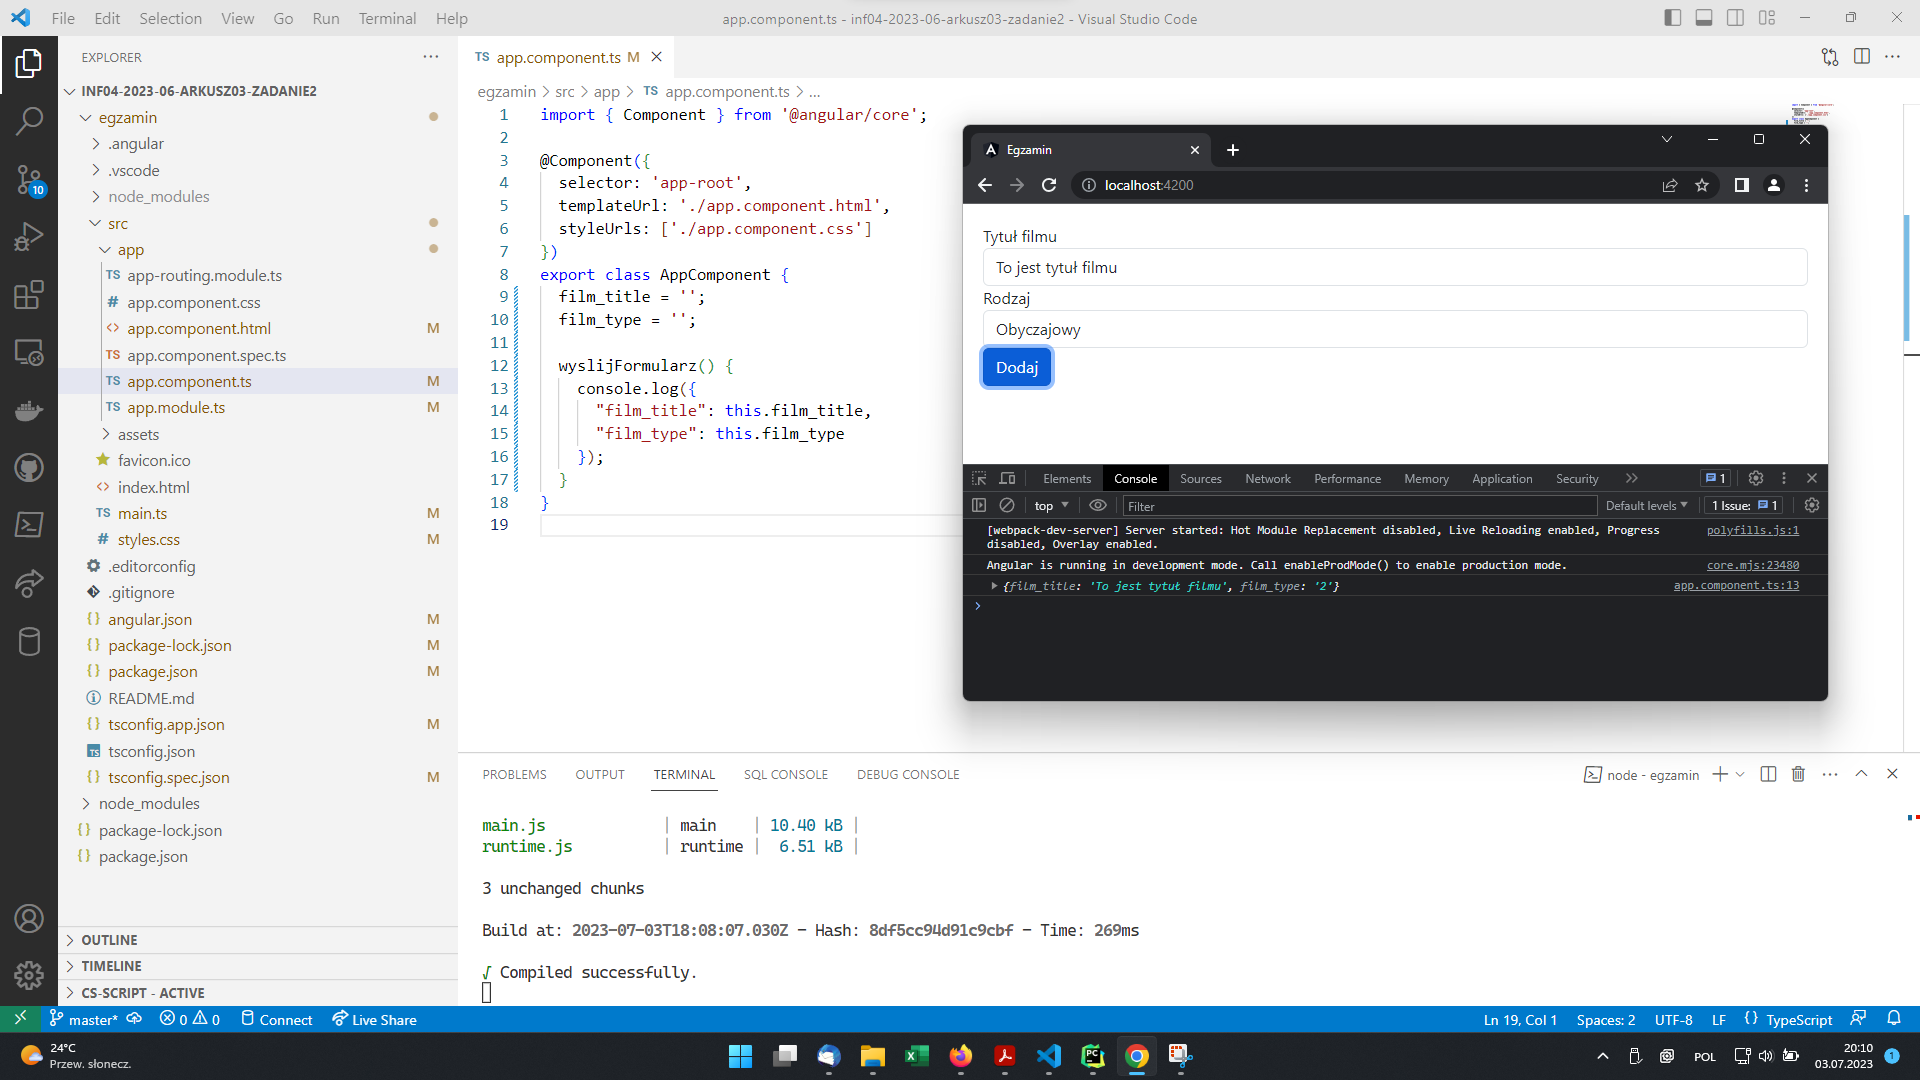 File Edit Selection View Go Run Terminal Help
app.component.ts - inf04-2023-06-arkusz03-zadanie2 - Visual Studio Code
EXPLORER
INF04-2023-06-ARKUSZ03-ZADANIE2
egzamin
.angular
.vscode
node_modules
src
app
TS app-routing.module.ts
# app.component.css
<> app.component.html M
TS app.component.spec.ts
TS app.component.ts M
TS app.module.ts M
assets
favicon.ico
<> index.html
TS main.ts M
# styles.css M
.editorconfig
.gitignore
{} angular.json M
{} package-lock.json M
{} package.json M
README.md
{} tsconfig.app.json M
TS tsconfig.json
{} tsconfig.spec.json M
node_modules
{} package-lock.json
{} package.json
OUTLINE
TIMELINE
CS-SCRIPT - ACTIVE
10
TS app.component.ts M
egzamin > src > app > TS app.component.ts > ...
1 import { Component } from '@angular/core';
2
3 @Component({
4 selector: 'app-root',
5 templateUrl: './app.component.html',
6 styleUrls: ['./app.component.css']
7 })
8 export class AppComponent {
9 film_title = '';
10 film_type = '';
11
12 wyslijFormularz() {
13 console.log({
14 "film_title": this.film_title,
15 "film_type": this.film_type
16 });
17 }
18 }
19
Egzamin
localhost:4200
Tytuł filmu
To jest tytuł filmu
Rodzaj
Obyczajowy
Dodaj
Elements Console Sources Network Performance Memory Application Security 1
top Filter Default levels 1 Issue: 1
[webpack-dev-server] Server started: Hot Module Replacement disabled, Live Reloading enabled, Progress disabled, Overlay enabled. polyfills.js:1
Angular is running in development mode. Call enableProdMode() to enable production mode. core.mjs:23480
{film_title: 'To jest tytuł filmu', film_type: '2'} app.component.ts:13
PROBLEMS OUTPUT TERMINAL SQL CONSOLE DEBUG CONSOLE
node - egzamin
main.js | main | 10.40 kB |
runtime.js | runtime | 6.51 kB |
3 unchanged chunks
Build at: 2023-07-03T18:08:07.030Z - Hash: 8df5cc94d91c9cbf - Time: 269ms
√ Compiled successfully.
master* 0 0 Connect Live Share
Ln 19, Col 1 Spaces: 2 UTF-8 LF {} TypeScript
24°C
Przew. słonecz.
POL
20:10
03.07.2023
1